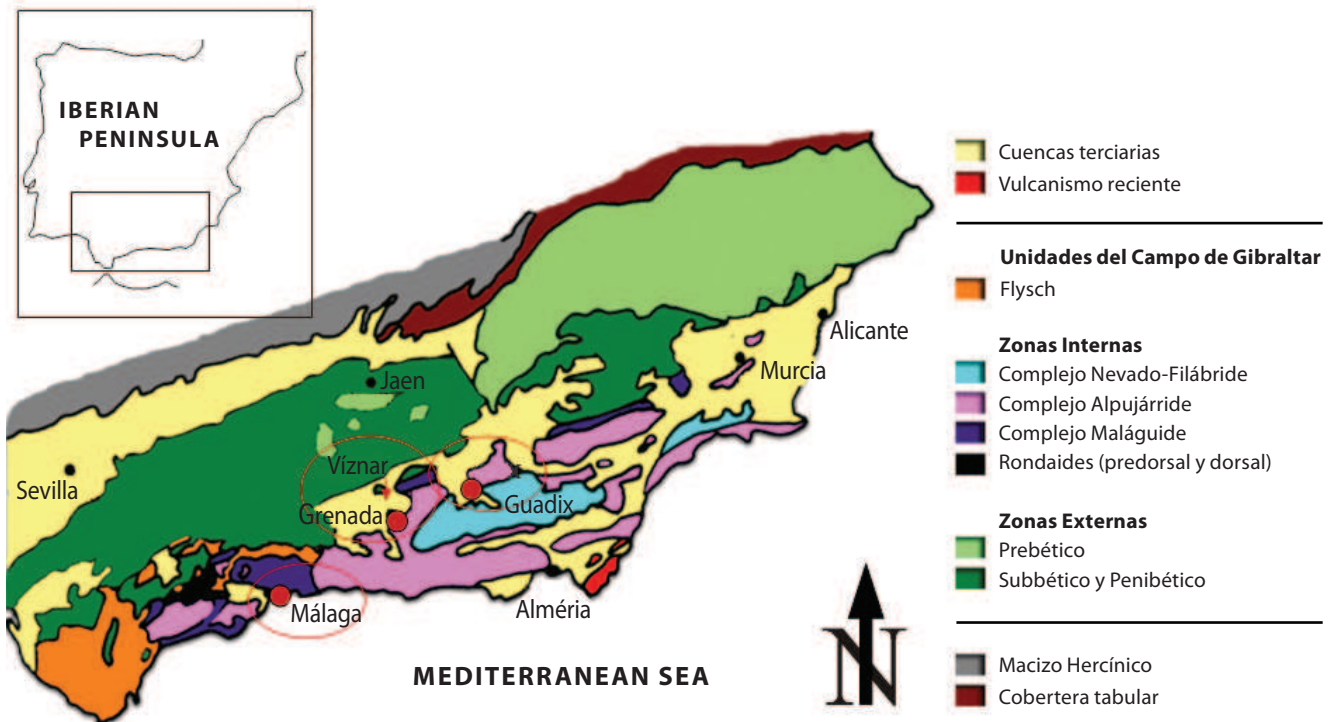 IBERIAN
PENINSULA
Alicante
Murcia
Jaen
Víznar
Sevilla
Grenada
Guadix
Málaga
Alméria
MEDITERRANEAN SEA
N
Cuencas terciarias
Vulcanismo reciente
Unidades del Campo de Gibraltar
Flysch
Zonas Internas
Complejo Nevado-Filábride
Complejo Alpujárride
Complejo Maláguide
Rondaides (predorsal y dorsal)
Zonas Externas
Prebético
Subbético y Penibético
Macizo Hercínico
Cobertera tabular